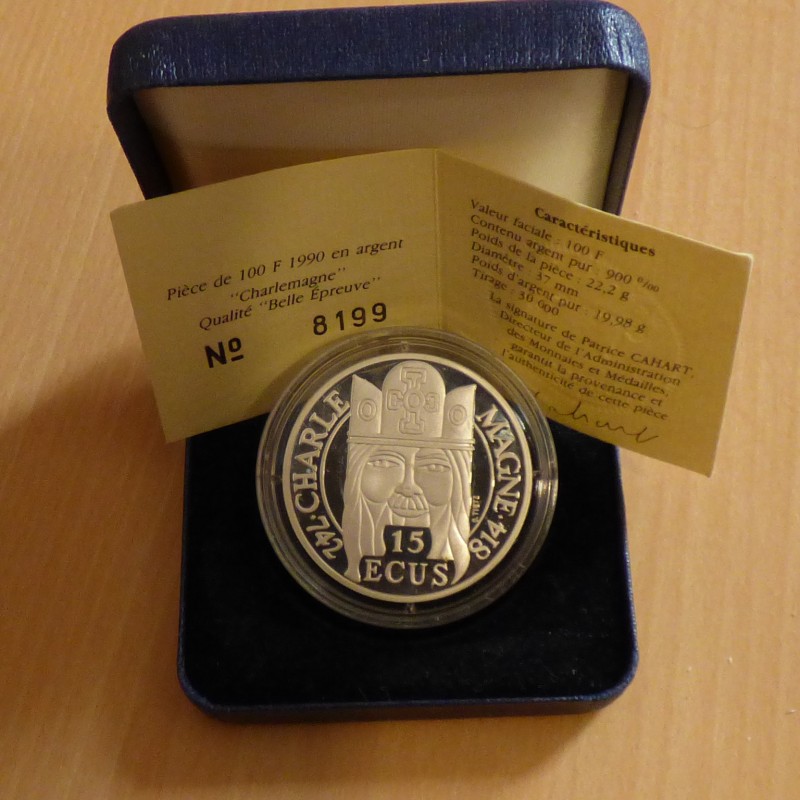 Pièce de 100 F 1990 en argent
"Charlemagne"
Qualité "Belle Épreuve"
Nº 8199
Caractéristiques
Valeur faciale : 100 F
Contenu argent pur : 900 ‰
Poids de la pièce : 22,2 g
Diamètre : 37 mm
Poids d'argent pur : 19,98 g
Tirage : 30 000
La signature de Patrice CAHART,
Directeur de l'Administration
des Monnaies et Médailles,
garantit la provenance et
l'authenticité de cette pièce
CHARLE MAGNE
742 814
15
ECUS